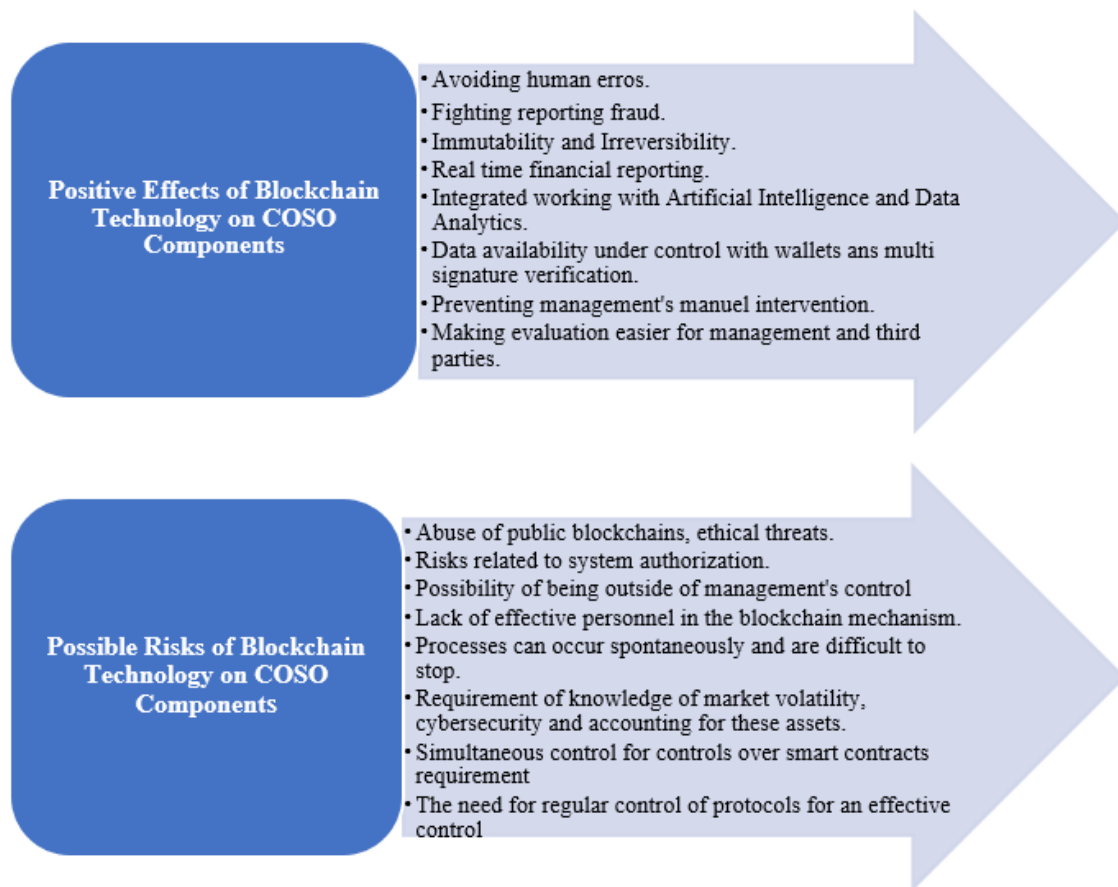 Positive Effects of Blockchain
Technology on COSO
Components
• Avoiding human erros.
• Fighting reporting fraud.
• Immutability and Irreversibility.
• Real time financial reporting.
• Integrated working with Artificial Intelligence and Data
Analytics.
• Data availability under control with wallets ans multi
signature verification.
• Preventing management's manuel intervention.
• Making evaluation easier for management and third
parties.
Possible Risks of Blockchain
Technology on COSO
Components
• Abuse of public blockchains, ethical threats.
• Risks related to system authorization.
• Possibility of being outside of management's control
• Lack of effective personnel in the blockchain mechanism.
• Processes can occur spontaneously and are difficult to
stop.
• Requirement of knowledge of market volatility,
cybersecurity and accounting for these assets.
• Simultaneous control for controls over smart contracts
requirement
• The need for regular control of protocols for an effective
control